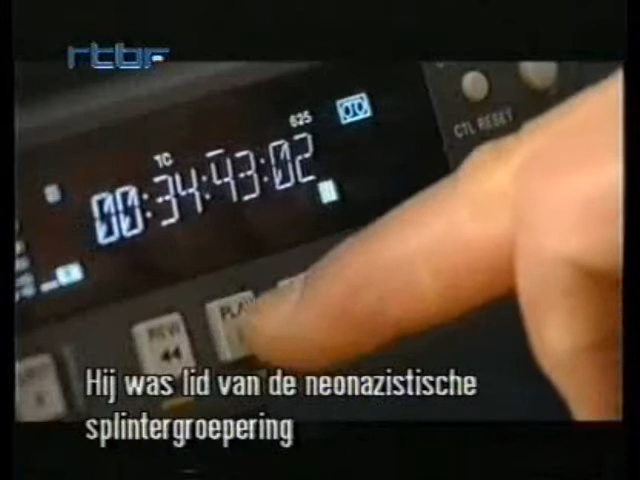 rtbf
625
TC
00:34:43:02
CTL RESET
PLAY
REW
Hij was lid van de neonazistische
splintergroepering